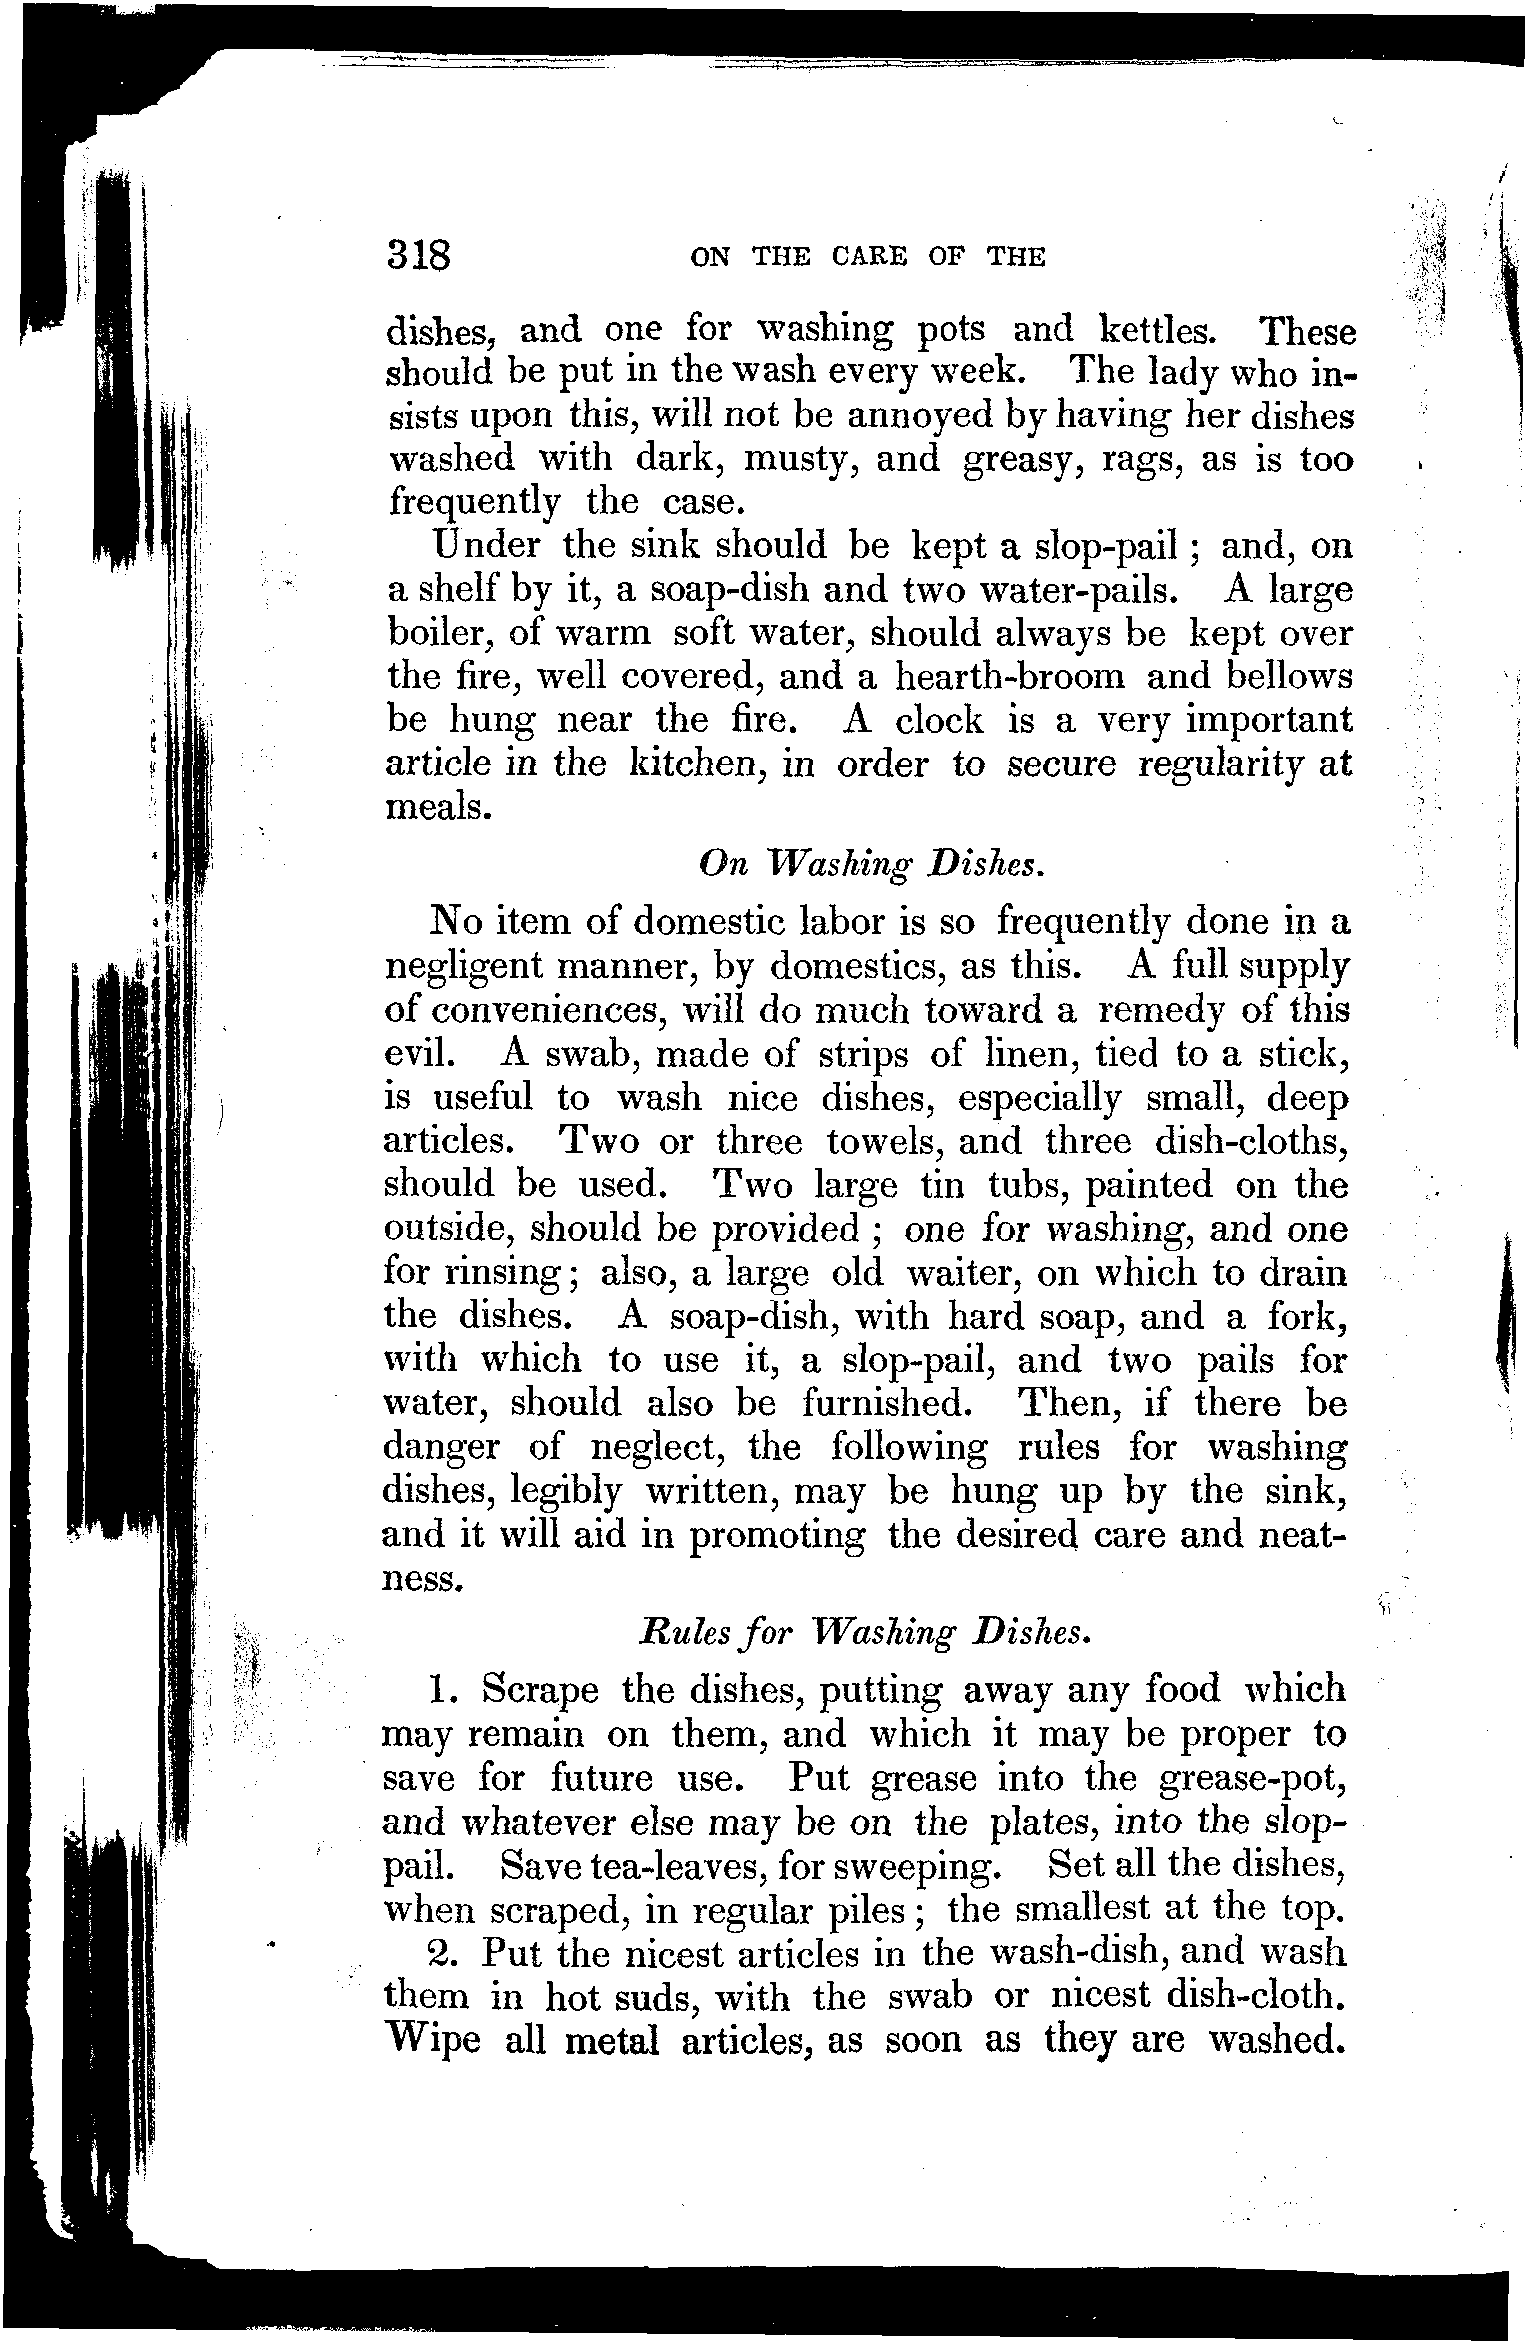 318 ON THE CARE OF THE
dishes, and one for washing pots and kettles. These
should be put in the wash every week. The lady who in-
sists upon this, will not be annoyed by having her dishes
washed with dark, musty, and greasy, rags, as is too
frequently the case.
Under the sink should be kept a slop-pail ; and, on
a shelf by it, a soap-dish and two water-pails. A large
boiler, of warm soft water, should always be kept over
the fire, well covered, and a hearth-broom and bellows
be hung near the fire. A clock is a very important
article in the kitchen, in order to secure regularity at
meals.
On Washing Dishes.
No item of domestic labor is so frequently done in a
negligent manner, by domestics, as this. A full supply
of conveniences, will do much toward a remedy of this
evil. A swab, made of strips of linen, tied to a stick,
is useful to wash nice dishes, especially small, deep
articles. Two or three towels, and three dish-cloths,
should be used. Two large tin tubs, painted on the
outside, should be provided ; one for washing, and one
for rinsing ; also, a large old waiter, on which to drain
the dishes. A soap-dish, with hard soap, and a fork,
with which to use it, a slop-pail, and two pails for
water, should also be furnished. Then, if there be
danger of neglect, the following rules for washing
dishes, legibly written, may be hung up by the sink,
and it will aid in promoting the desired care and neat-
ness.
Rules for Washing Dishes.
1. Scrape the dishes, putting away any food which
may remain on them, and which it may be proper to
save for future use. Put grease into the grease-pot,
and whatever else may be on the plates, into the slop-
pail. Save tea-leaves, for sweeping. Set all the dishes,
when scraped, in regular piles ; the smallest at the top.
2. Put the nicest articles in the wash-dish, and wash
them in hot suds, with the swab or nicest dish-cloth.
Wipe all metal articles, as soon as they are washed.